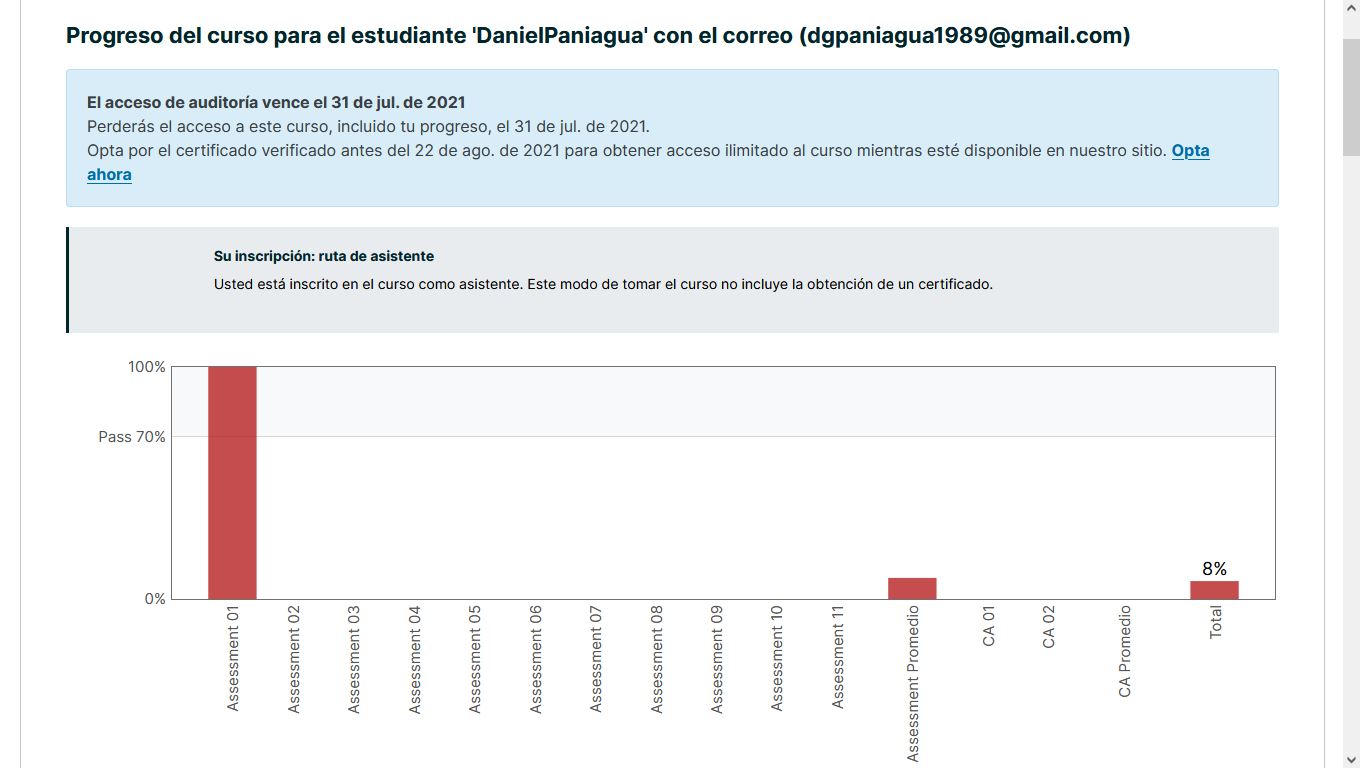 Progreso del curso para el estudiante 'DanielPaniagua' con el correo (dgpaniagua1989@gmail.com)
El acceso de auditoría vence el 31 de jul. de 2021
Perderás el acceso a este curso, incluido tu progreso, el 31 de jul. de 2021.
Opta por el certificado verificado antes del 22 de ago. de 2021 para obtener acceso ilimitado al curso mientras esté disponible en nuestro sitio. Opta
ahora
Su inscripción: ruta de asistente
Usted está inscrito en el curso como asistente. Este modo de tomar el curso no incluye la obtención de un certificado.
100%
Pass 70%
0%
8%
Assessment 01
Assessment 02
Assessment 03
Assessment 04
Assessment 05
Assessment 06
Assessment 07
Assessment 08
Assessment 09
Assessment 10
Assessment 11
Assessment Promedio
CA 01
CA 02
CA Promedio
Total